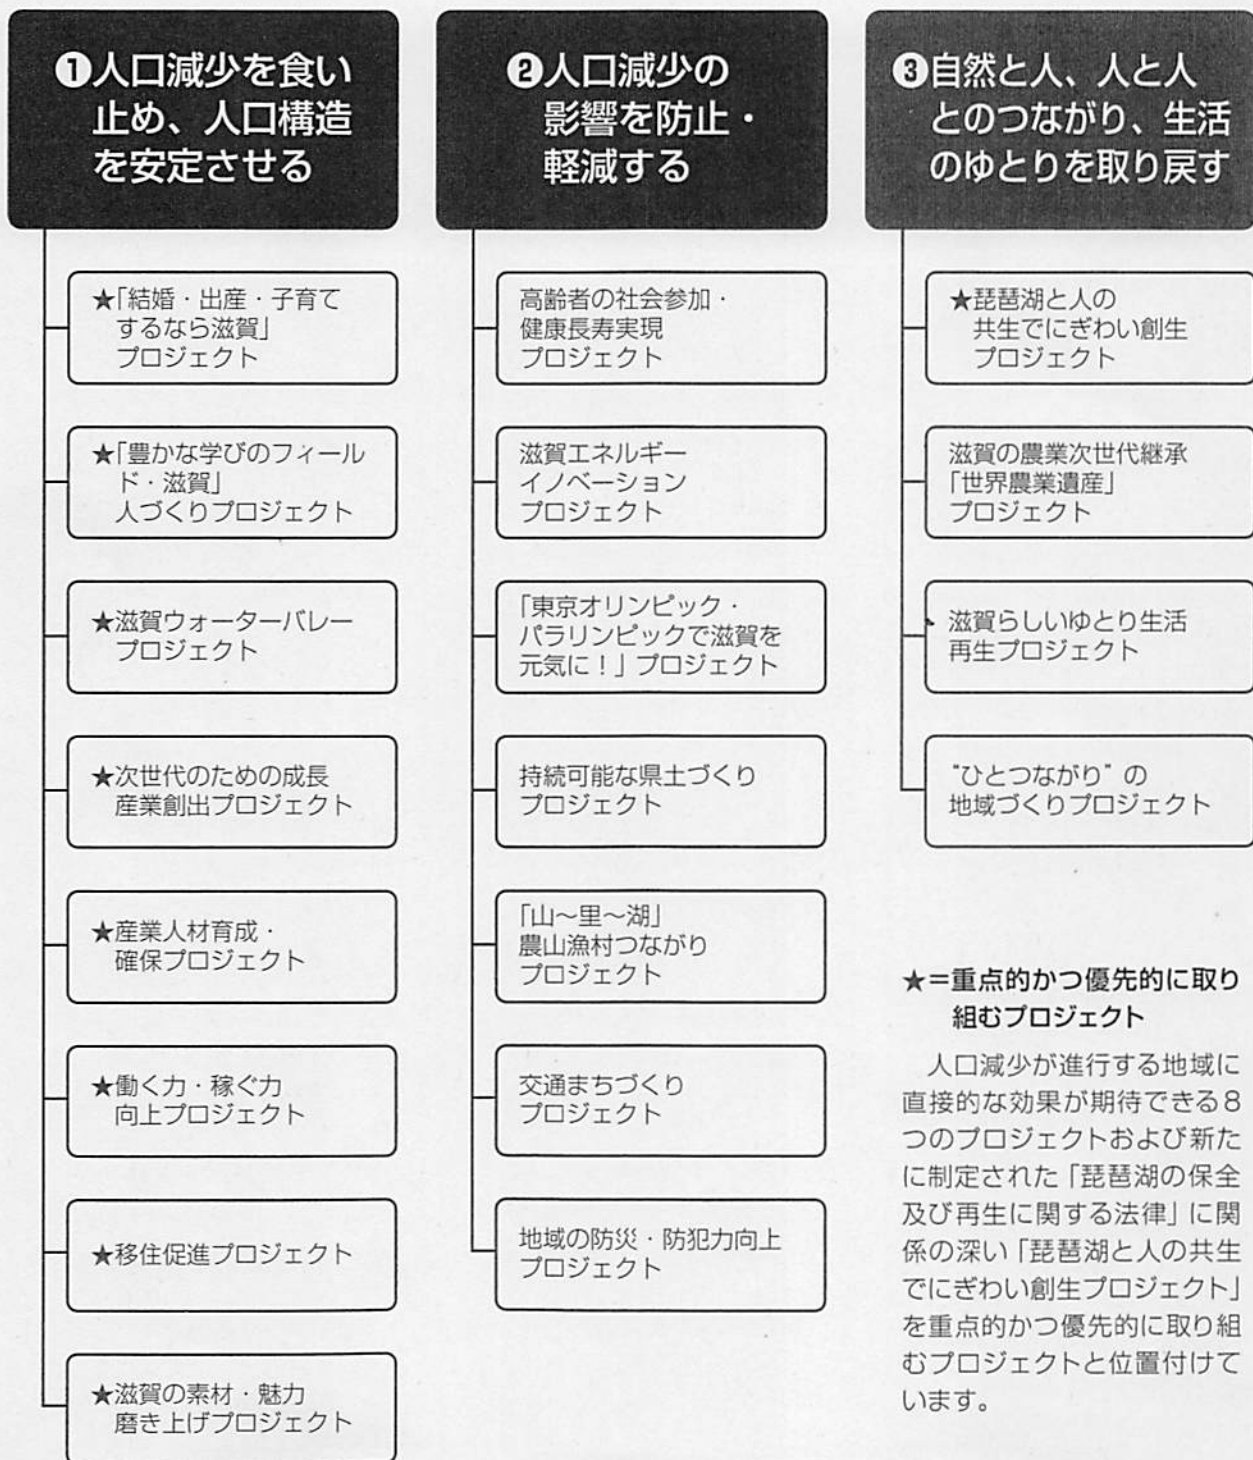 ❶人口減少を食い
止め、人口構造
を安定させる
★「結婚・出産・子育て
するなら滋賀」
プロジェクト
★「豊かな学びのフィール
ド・滋賀」
人づくりプロジェクト
★滋賀ウォーターバレー
プロジェクト
★次世代のための成長
産業創出プロジェクト
★産業人材育成・
確保プロジェクト
★働く力・稼ぐ力
向上プロジェクト
★移住促進プロジェクト
★滋賀の素材・魅力
磨き上げプロジェクト
❷人口減少の
影響を防止・
軽減する
高齢者の社会参加・
健康長寿実現
プロジェクト
滋賀エネルギー
イノベーション
プロジェクト
「東京オリンピック・
パラリンピックで滋賀を
元気に！」プロジェクト
持続可能な県土づくり
プロジェクト
「山～里～湖」
農山漁村つながり
プロジェクト
交通まちづくり
プロジェクト
地域の防災・防犯力向上
プロジェクト
❸自然と人、人と人
とのつながり、生活
のゆとりを取り戻す
★琵琶湖と人の
共生でにぎわい創生
プロジェクト
滋賀の農業次世代継承
「世界農業遺産」
プロジェクト
滋賀らしいゆとり生活
再生プロジェクト
“ひとつながり”の
地域づくりプロジェクト
★＝重点的かつ優先的に取り
組むプロジェクト
人口減少が進行する地域に
直接的な効果が期待できる8
つのプロジェクトおよび新た
に制定された「琵琶湖の保全
及び再生に関する法律」に関
係の深い「琵琶湖と人の共生
でにぎわい創生プロジェクト」
を重点的かつ優先的に取り組
むプロジェクトと位置付けて
います。